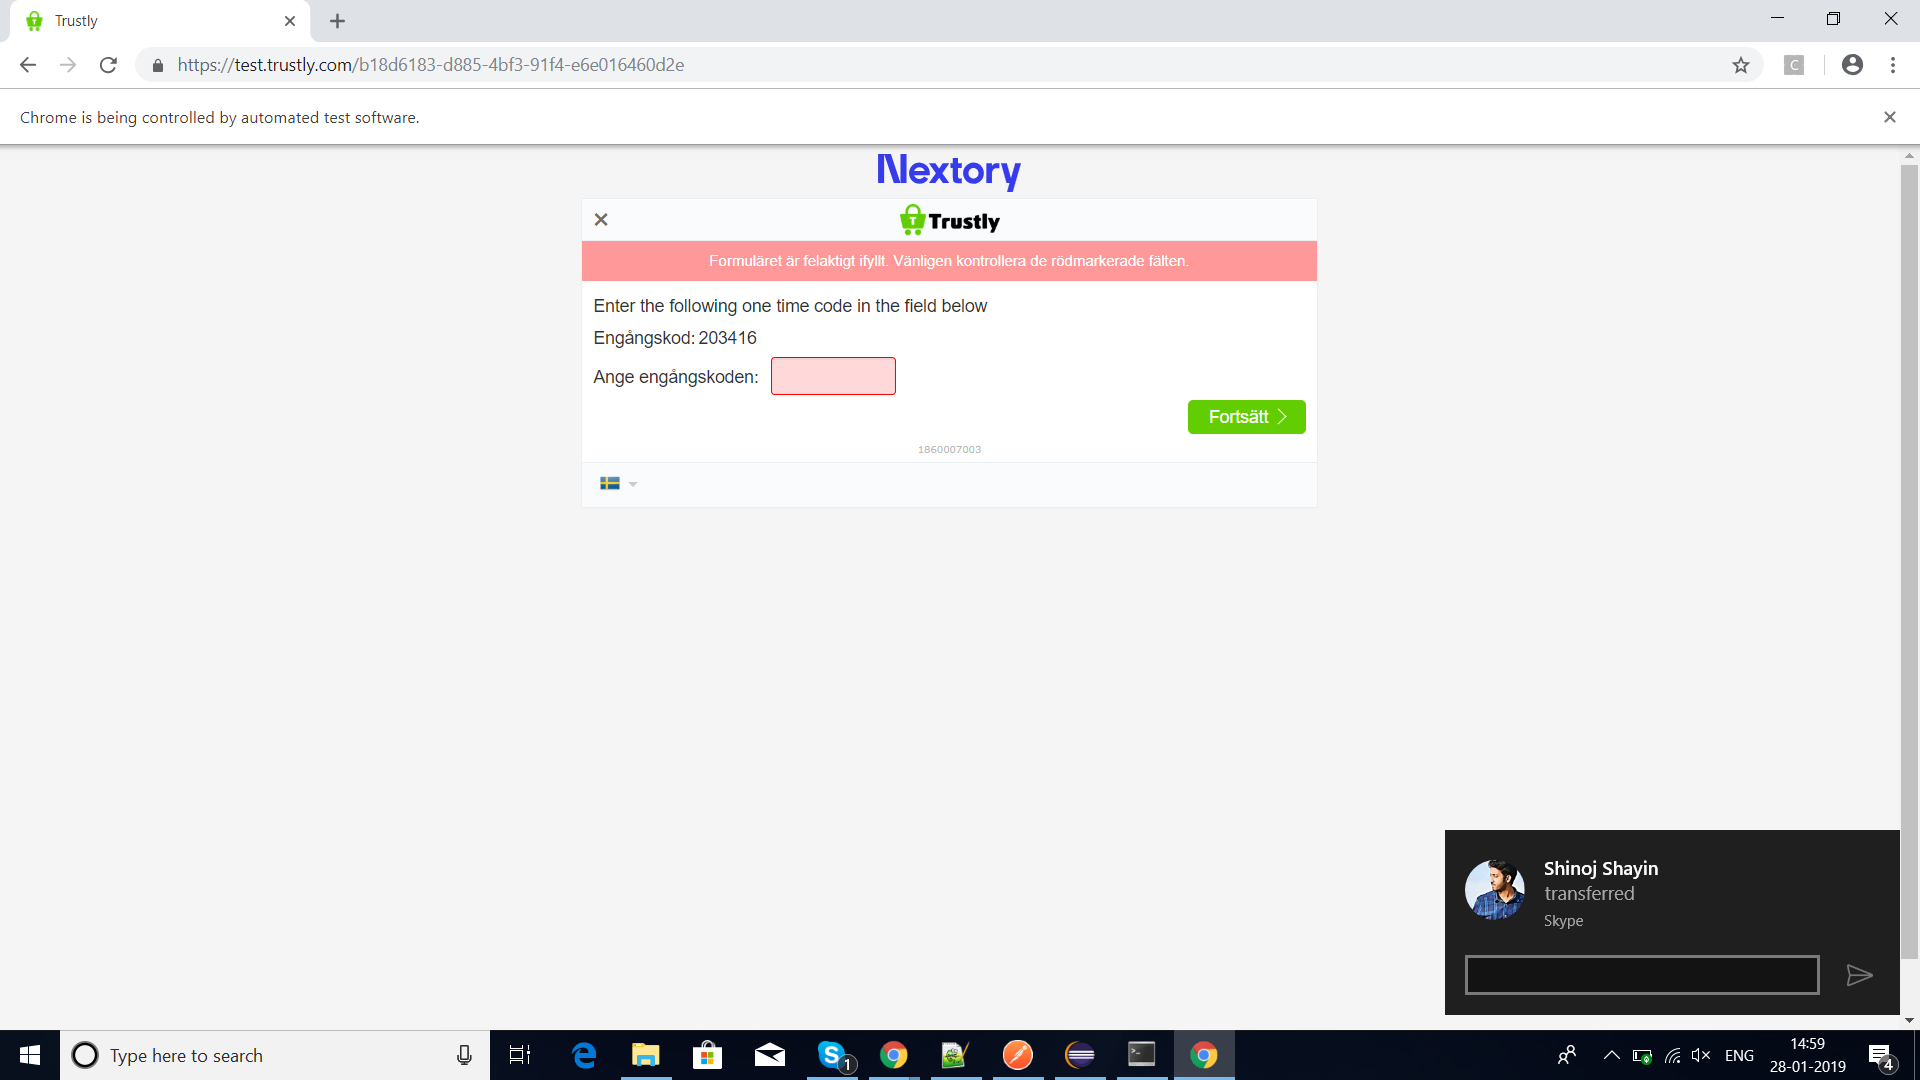 Trustly
https://test.trustly.com/b18d6183-d885-4bf3-91f4-e6e016460d2e
C
Chrome is being controlled by automated test software.
Nextory
T Trustly
Formuläret är felaktigt ifyllt. Vänligen kontrollera de rödmarkerade fälten.
Enter the following one time code in the field below
Engångskod: 203416
Ange engångskoden:
Fortsätt
1860007003
Shinoj Shayin
transferred
Skype
Type here to search
1
ENG
14:59
28-01-2019
4